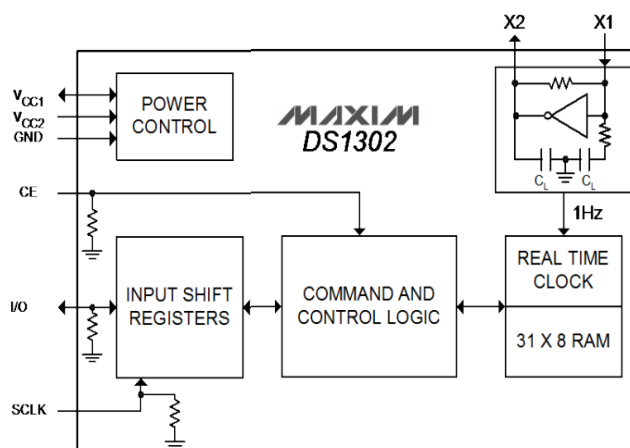 X2 X1
VCC1
VCC2
GND
POWER
CONTROL
MAXIM
DS1302
CL CL
CE
1Hz
I/O
INPUT SHIFT
REGISTERS
COMMAND AND
CONTROL LOGIC
REAL TIME
CLOCK
31 X 8 RAM
SCLK